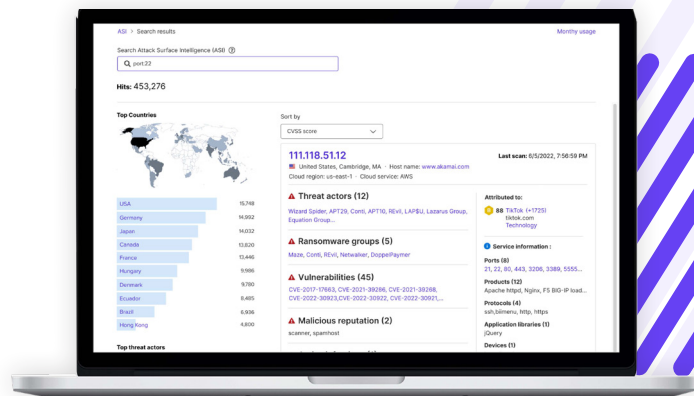 ASI > Search results
Monthy usage
Search Attack Surface Intelligence (ASI) ?
port:22
Hits: 453,276
Top Countries
USA 15,748
Germany 14,992
Japan 14,032
Canada 13,820
France 13,446
Hungary 9,986
Denmark 9,780
Ecuador 8,485
Brazil 6,936
Hong Kong 4,800
Top threat actors
Sort by
CVSS score
111.118.51.12
Last scan: 6/5/2022, 7:56:59 PM
United States, Cambridge, MA · Host name: www.akamai.com
Cloud region: us-east-1 · Cloud service: AWS
Threat actors (12)
Wizard Spider, APT29, Conti, APT10, REvil, LAP$U, Lazarus Group,
Equation Group...
Ransomware groups (5)
Maze, Conti, REvil, Netwalker, DoppelPaymer
Vulnerabilities (45)
CVE-2017-17663, CVE-2021-39286, CVE-2021-39268,
CVE-2022-30923,CVE-2022-30922, CVE-2022-30921,...
Malicious reputation (2)
scanner, spamhost
Attributed to:
88 TikTok (+1725)
tiktok.com
Technology
Service information :
Ports (8)
21, 22, 80, 443, 3206, 3389, 5555...
Products (12)
Apache httpd, Nginx, F5 BIG-IP load...
Protocols (4)
ssh,biimenu, http, https
Application libraries (1)
jQuery
Devices (1)